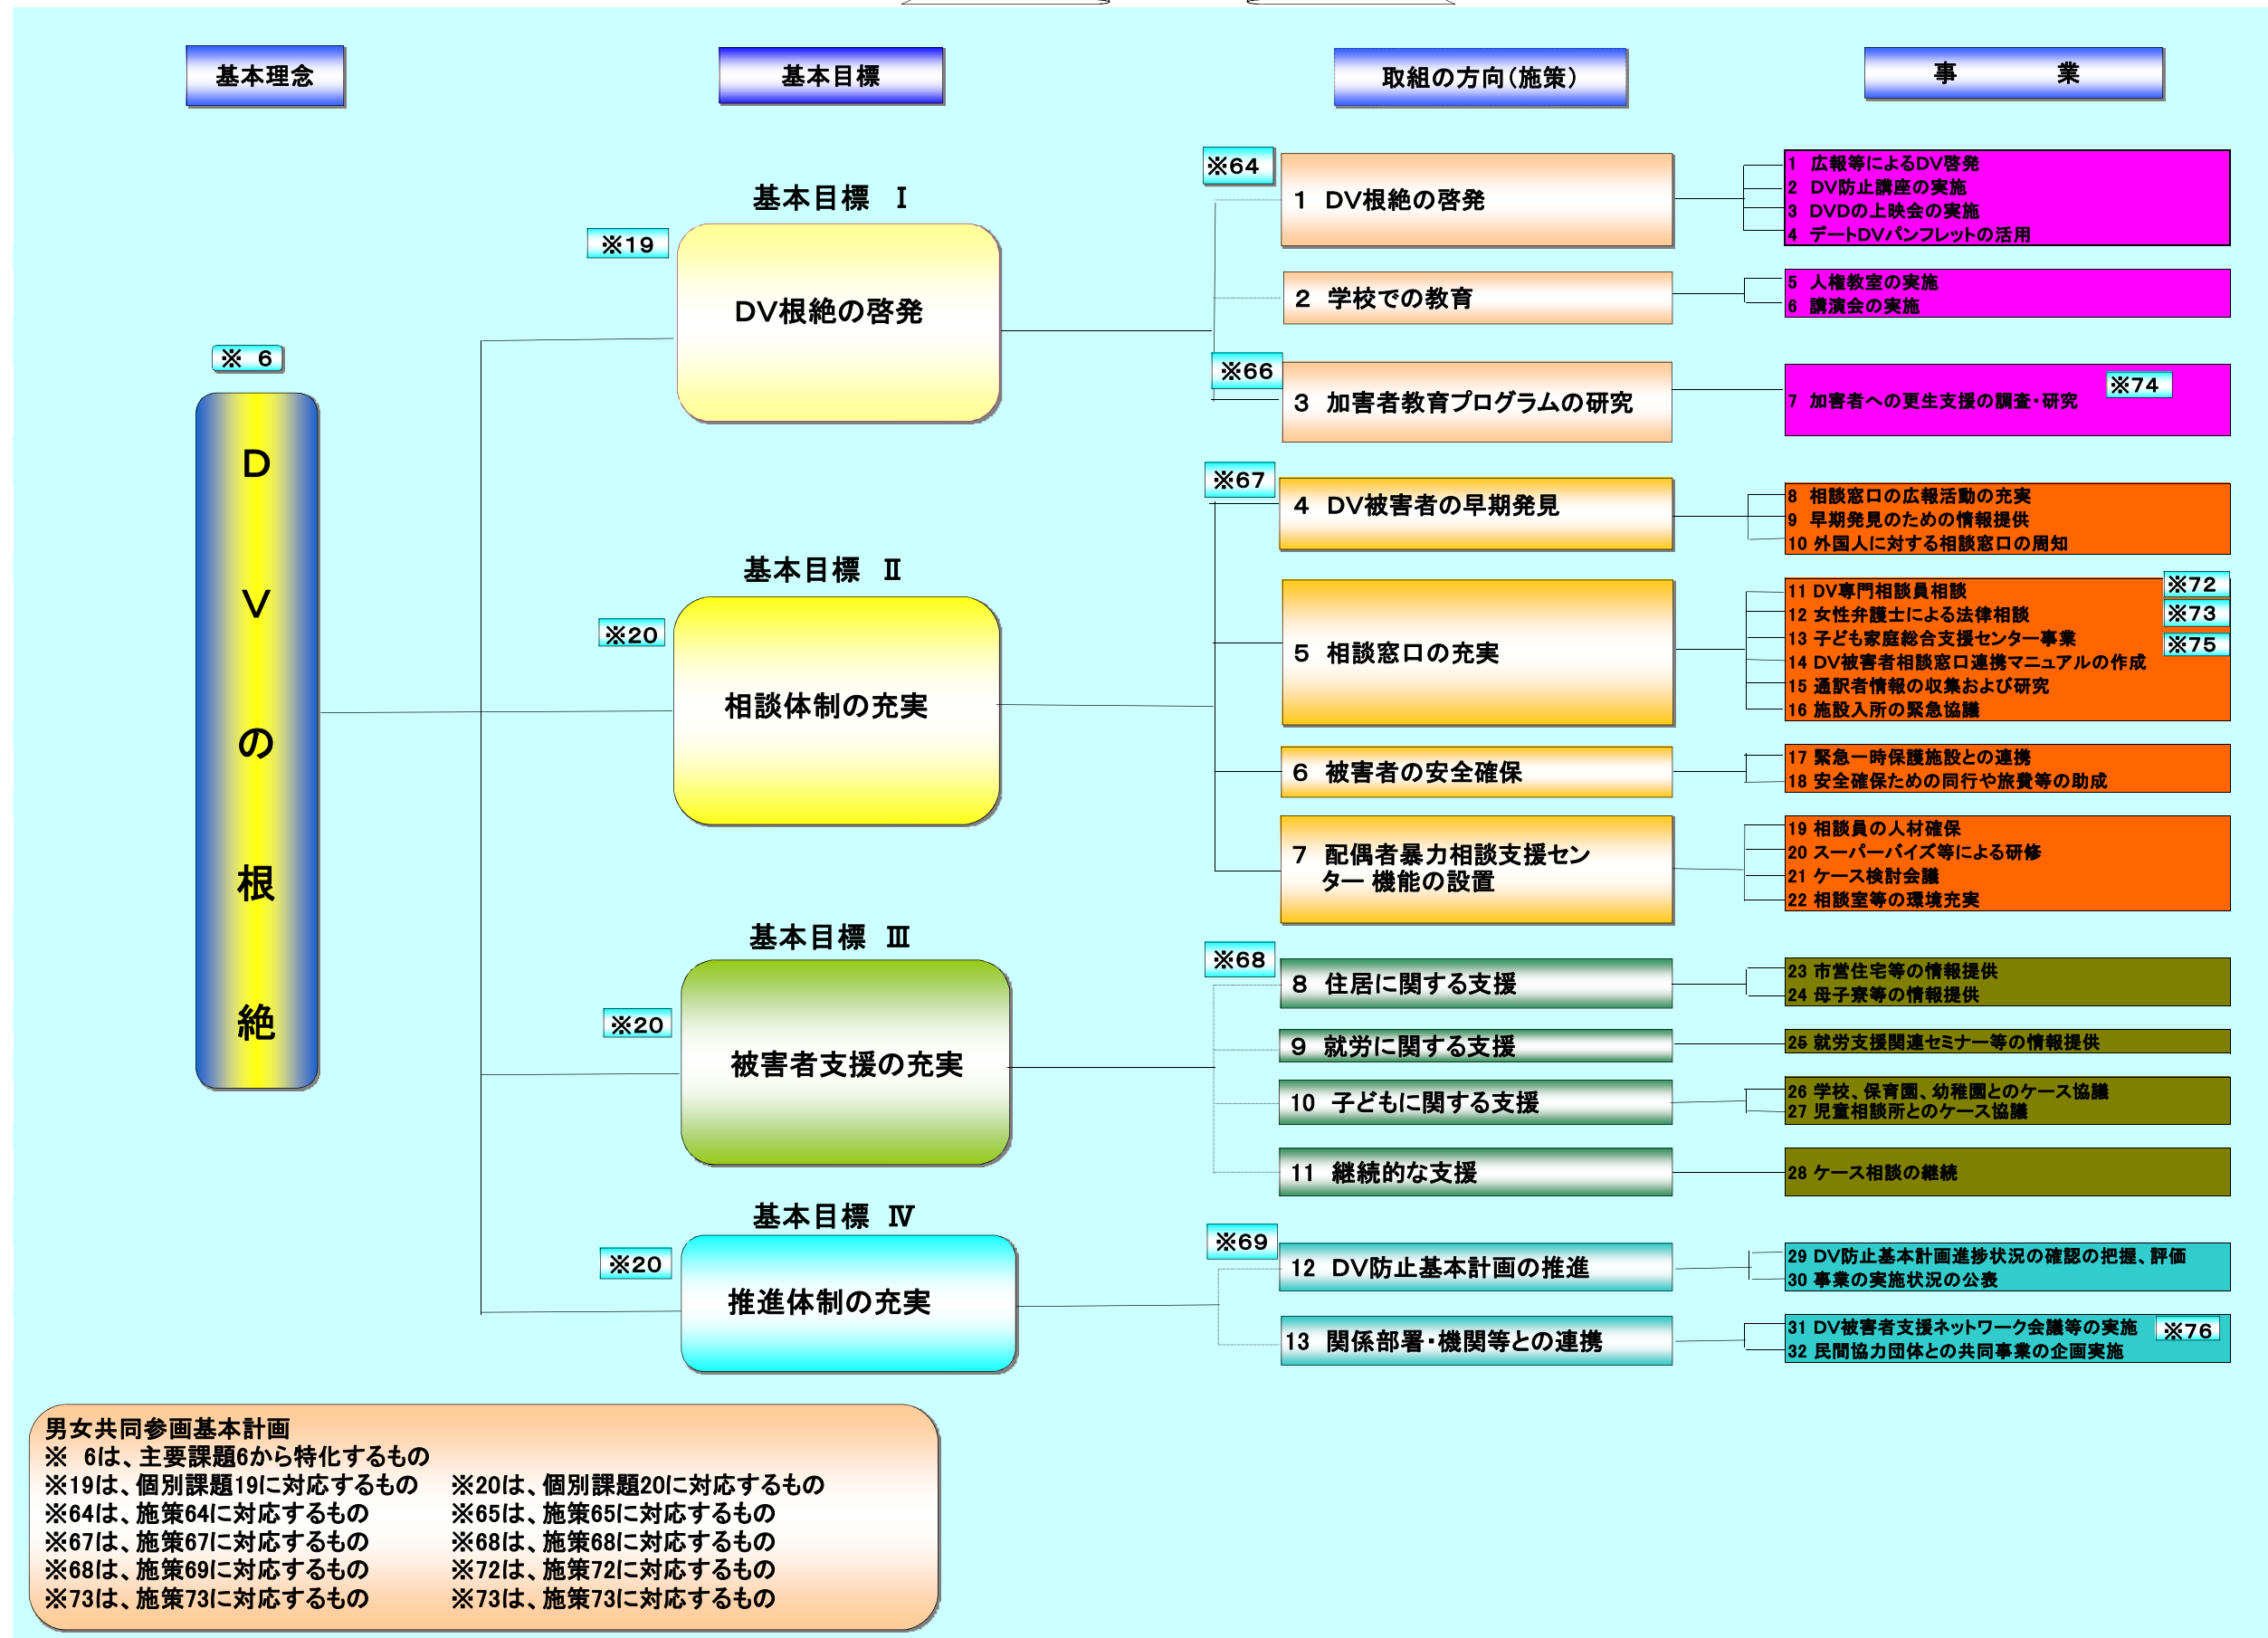 基本理念
基本目標
取組の方向(施策)
事　業
※ 6
DVの根絶
基本目標 Ⅰ
※19
DV根絶の啓発
※64
1 DV根絶の啓発
1 広報等によるDV啓発
2 DV防止講座の実施
3 DVDの上映会の実施
4 デートDVパンフレットの活用
2 学校での教育
5 人権教室の実施
6 講演会の実施
※66
3 加害者教育プログラムの研究
7 加害者への更生支援の調査・研究
※74
基本目標 Ⅱ
※20
相談体制の充実
※67
4 DV被害者の早期発見
8 相談窓口の広報活動の充実
9 早期発見のための情報提供
10 外国人に対する相談窓口の周知
5 相談窓口の充実
11 DV専門相談員相談
12 女性弁護士による法律相談
13 子ども家庭総合支援センター事業
14 DV被害者相談窓口連携マニュアルの作成
15 通訳者情報の収集および研究
16 施設入所の緊急協議
※72
※73
※75
6 被害者の安全確保
17 緊急一時保護施設との連携
18 安全確保ための同行や旅費等の助成
7 配偶者暴力相談支援セン
ター 機能の設置
19 相談員の人材確保
20 スーパーバイズ等による研修
21 ケース検討会議
22 相談室等の環境充実
基本目標 Ⅲ
※20
被害者支援の充実
※68
8 住居に関する支援
23 市営住宅等の情報提供
24 母子寮等の情報提供
9 就労に関する支援
25 就労支援関連セミナー等の情報提供
10 子どもに関する支援
26 学校、保育園、幼稚園とのケース協議
27 児童相談所とのケース協議
11 継続的な支援
28 ケース相談の継続
基本目標 Ⅳ
※20
推進体制の充実
※69
12 DV防止基本計画の推進
29 DV防止基本計画進捗状況の確認の把握、評価
30 事業の実施状況の公表
13 関係部署・機関等との連携
31 DV被害者支援ネットワーク会議等の実施
※76
32 民間協力団体との共同事業の企画実施
男女共同参画基本計画
※ 6は、主要課題6から特化するもの
※19は、個別課題19に対応するもの ※20は、個別課題20に対応するもの
※64は、施策64に対応するもの ※65は、施策65に対応するもの
※67は、施策67に対応するもの ※68は、施策68に対応するもの
※68は、施策69に対応するもの ※72は、施策72に対応するもの
※73は、施策73に対応するもの ※73は、施策73に対応するもの